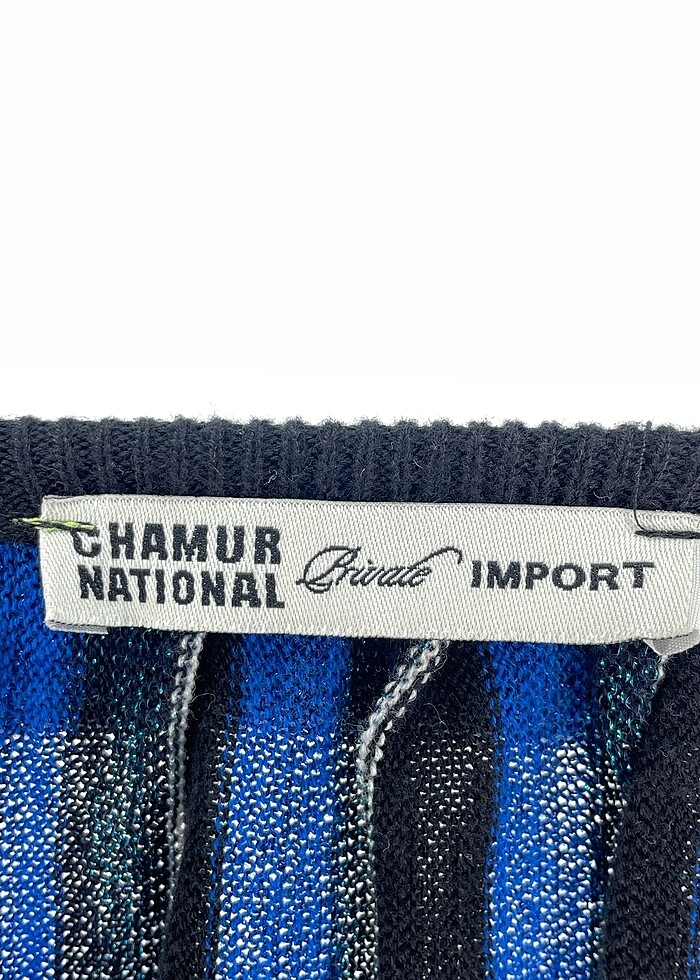 CHAMUR
NATIONAL
Private
IMPORT